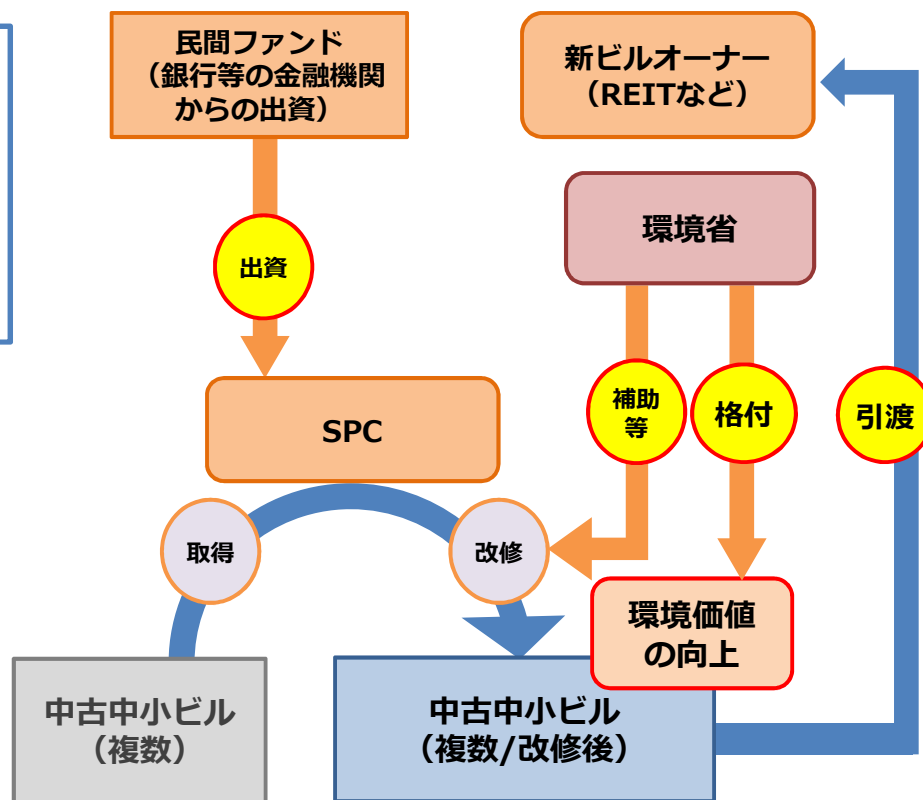 民間ファンド
（銀行等の金融機関
からの出資）
新ビルオーナー
（REITなど）
環境省
出資
補助
等
格付
引渡
SPC
取得
改修
環境価値
の向上
中古中小ビル
（複数）
中古中小ビル
（複数/改修後）